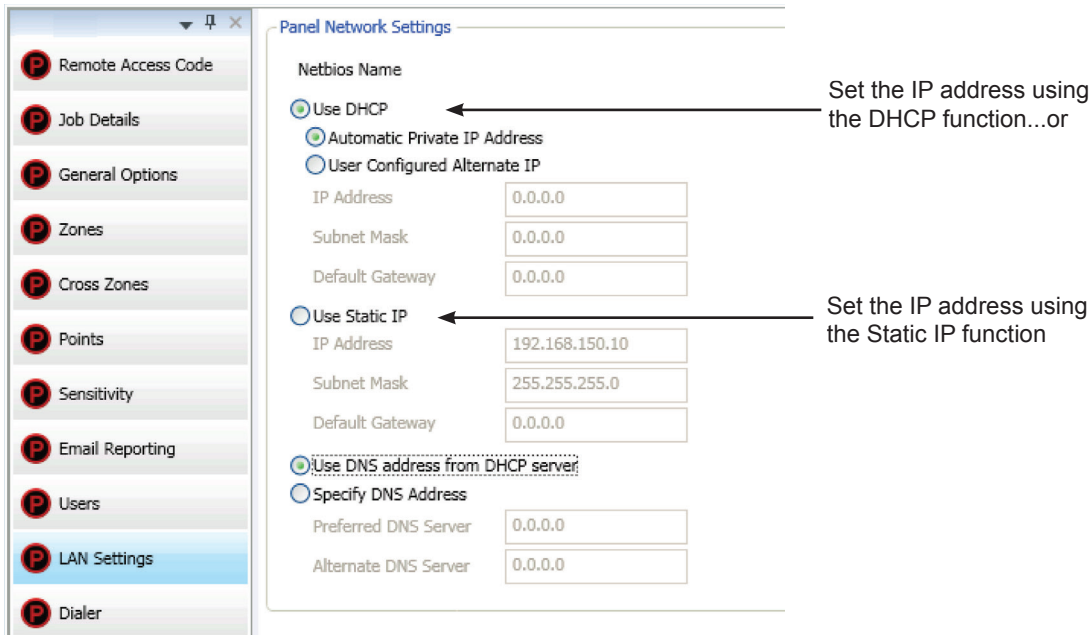 Remote Access Code
Job Details
General Options
Zones
Cross Zones
Points
Sensitivity
Email Reporting
Users
LAN Settings
Dialer
Panel Network Settings
Netbios Name
Use DHCP
Automatic Private IP Address
User Configured Alternate IP
IP Address 0.0.0.0
Subnet Mask 0.0.0.0
Default Gateway 0.0.0.0
Use Static IP
IP Address 192.168.150.10
Subnet Mask 255.255.255.0
Default Gateway 0.0.0.0
Use DNS address from DHCP server
Specify DNS Address
Preferred DNS Server 0.0.0.0
Alternate DNS Server 0.0.0.0
Set the IP address using
the DHCP function...or
Set the IP address using
the Static IP function